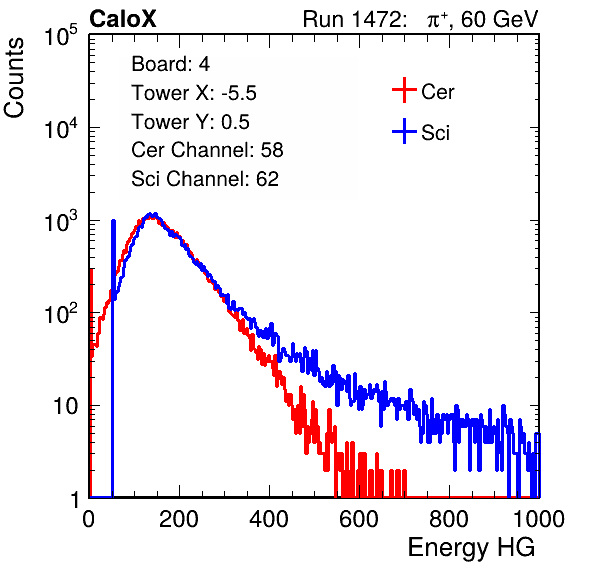 CaloX Run 1472: π⁺, 60 GeV
Counts
Board: 4
Tower X: -5.5
Tower Y: 0.5
Cer Channel: 58
Sci Channel: 62
Cer
Sci
10⁵
10⁴
10³
10²
10
1
0 200 400 600 800 1000
Energy HG